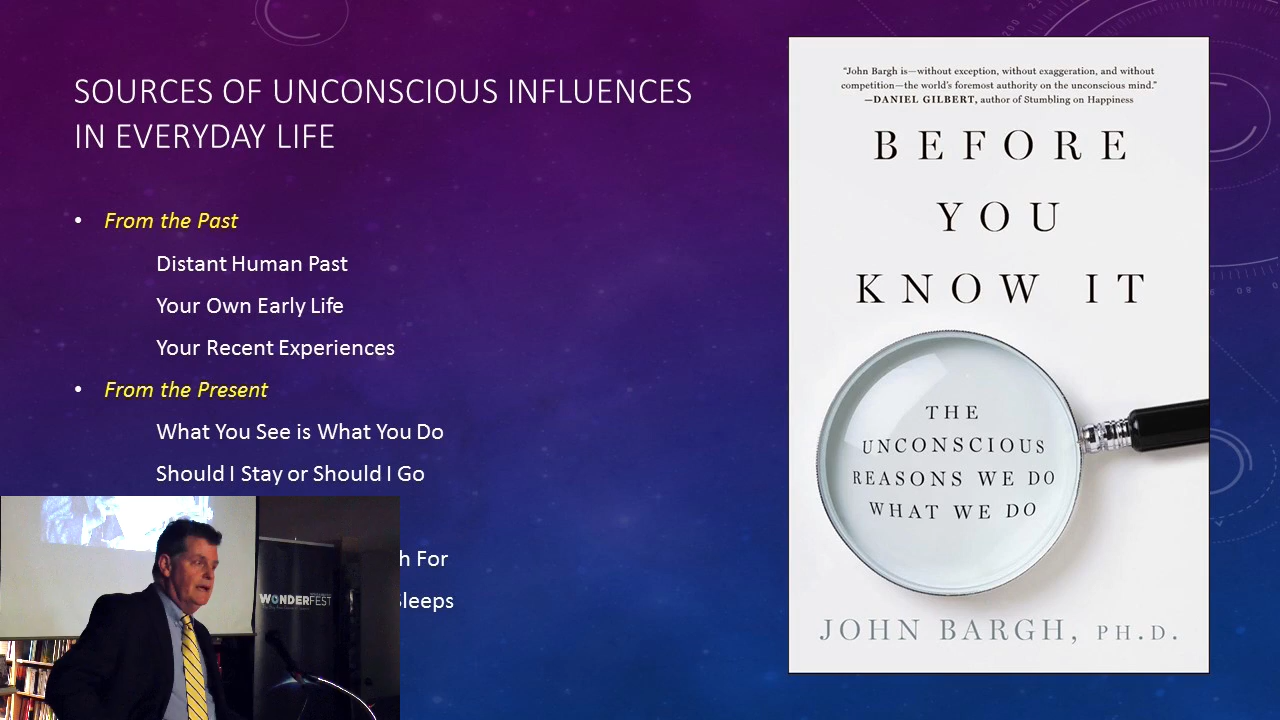 SOURCES OF UNCONSCIOUS INFLUENCES
IN EVERYDAY LIFE
• From the Past
Distant Human Past
Your Own Early Life
Your Recent Experiences
• From the Present
What You See is What You Do
Should I Stay or Should I Go
h For
Sleeps
WONDERFEST
“John Bargh is—without exception, without exaggeration, and without
competition—the world's foremost authority on the unconscious mind.”
—DANIEL GILBERT, author of Stumbling on Happiness
BEFORE
YOU
KNOW IT
THE
UNCONSCIOUS
REASONS WE DO
WHAT WE DO
JOHN BARGH, PH.D.